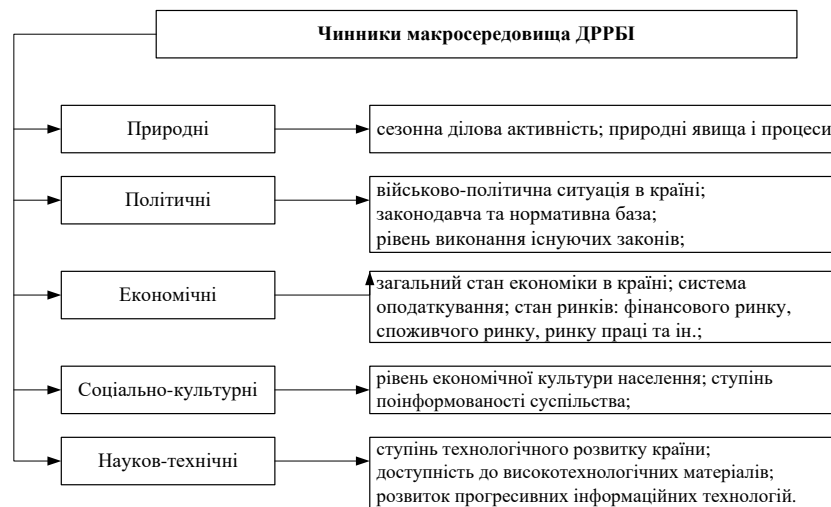 Чинники макросередовища ДРРБІ
Природні
сезонна ділова активність; природні явища і процеси
Політичні
військово-політична ситуація в країні;
законодавча та нормативна база;
рівень виконання існуючих законів;
Економічні
загальний стан економіки в країні; система
оподаткування; стан ринків: фінансового ринку,
споживчого ринку, ринку праці та ін.;
Соціально-культурні
рівень економічної культури населення; ступінь
поінформованості суспільства;
Науков-технічні
ступінь технологічного розвитку країни;
доступність до високотехнологічних матеріалів;
розвиток прогресивних інформаційних технологій.